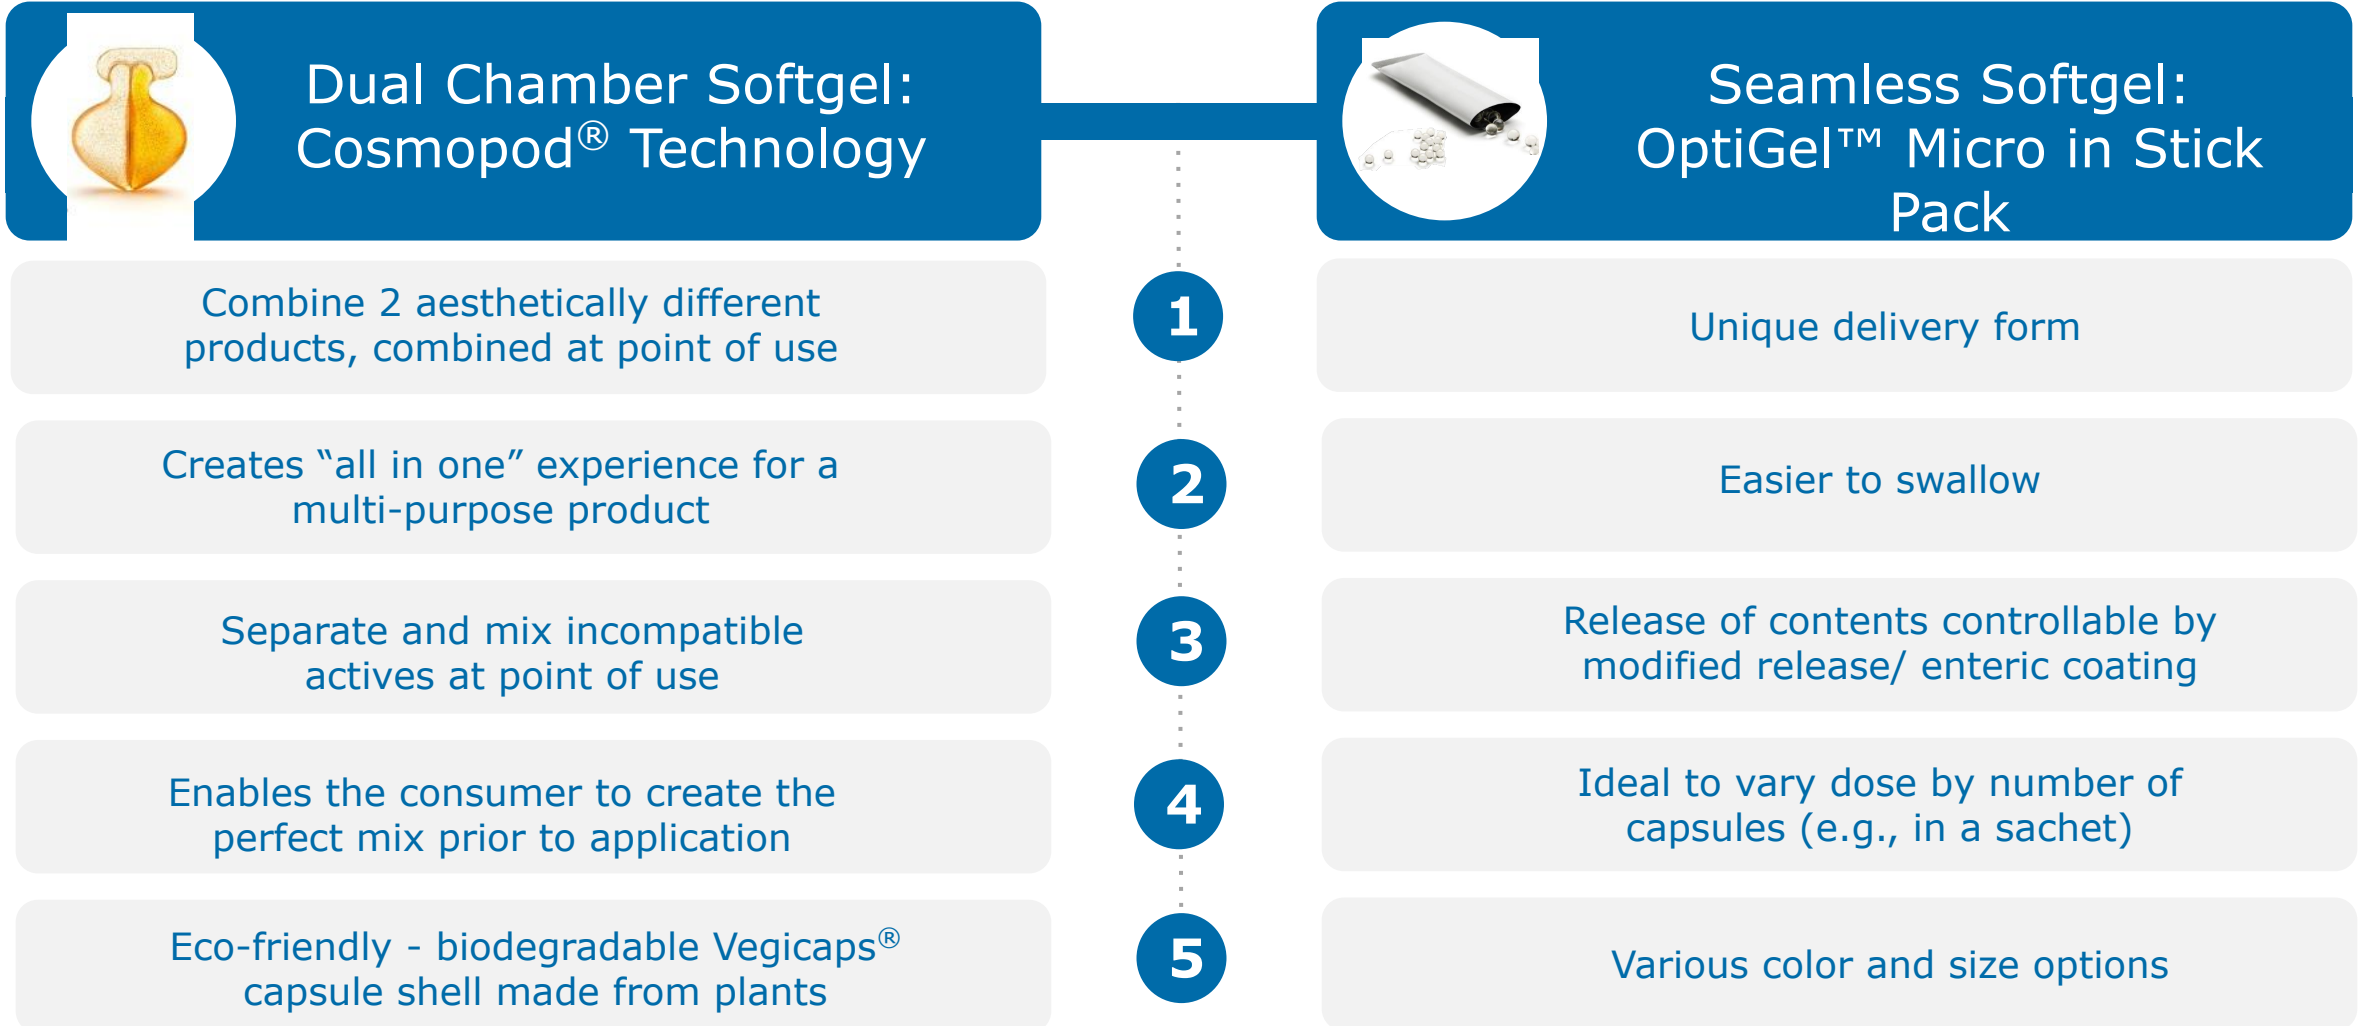 Dual Chamber Softgel:
Cosmopod® Technology
Seamless Softgel:
OptiGel™ Micro in Stick
Pack
Combine 2 aesthetically different
products, combined at point of use
1
Unique delivery form
Creates “all in one” experience for a
multi-purpose product
2
Easier to swallow
Separate and mix incompatible
actives at point of use
3
Release of contents controllable by
modified release/ enteric coating
Enables the consumer to create the
perfect mix prior to application
4
Ideal to vary dose by number of
capsules (e.g., in a sachet)
Eco-friendly - biodegradable Vegicaps®
capsule shell made from plants
5
Various color and size options